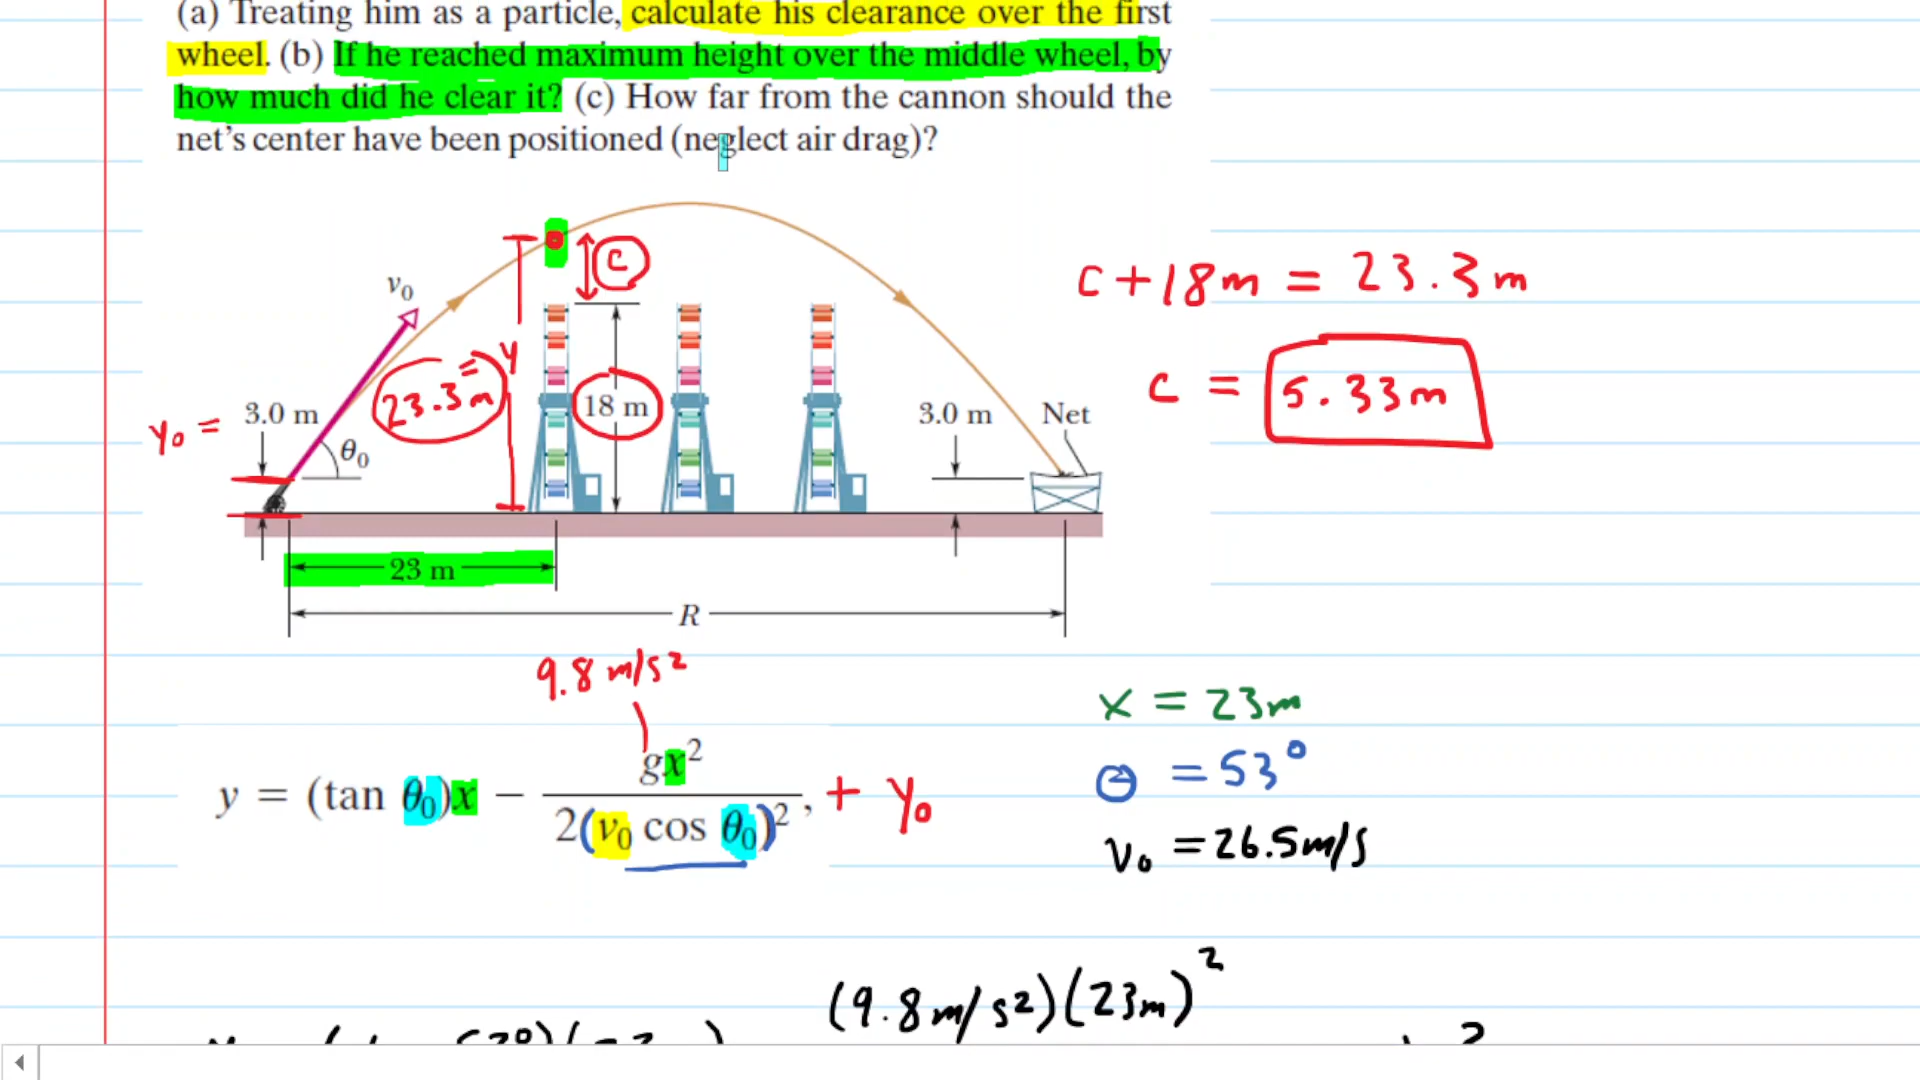 (a) Treating him as a particle, calculate his clearance over the first
wheel. (b) If he reached maximum height over the middle wheel, by
how much did he clear it? (c) How far from the cannon should the
net's center have been positioned (neglect air drag)?
C
v₀
C + 18m = 23.3m
y
= 23.3m
18 m
C = 5.33m
y₀ = 3.0 m
θ₀
3.0 m
Net
23 m
R
9.8 m/s²
x = 23m
y = (tan θ₀)x − gx² / 2(v₀ cos θ₀)² , + y₀
θ = 53°
v₀ = 26.5m/s
(9.8m/s²)(23m)²